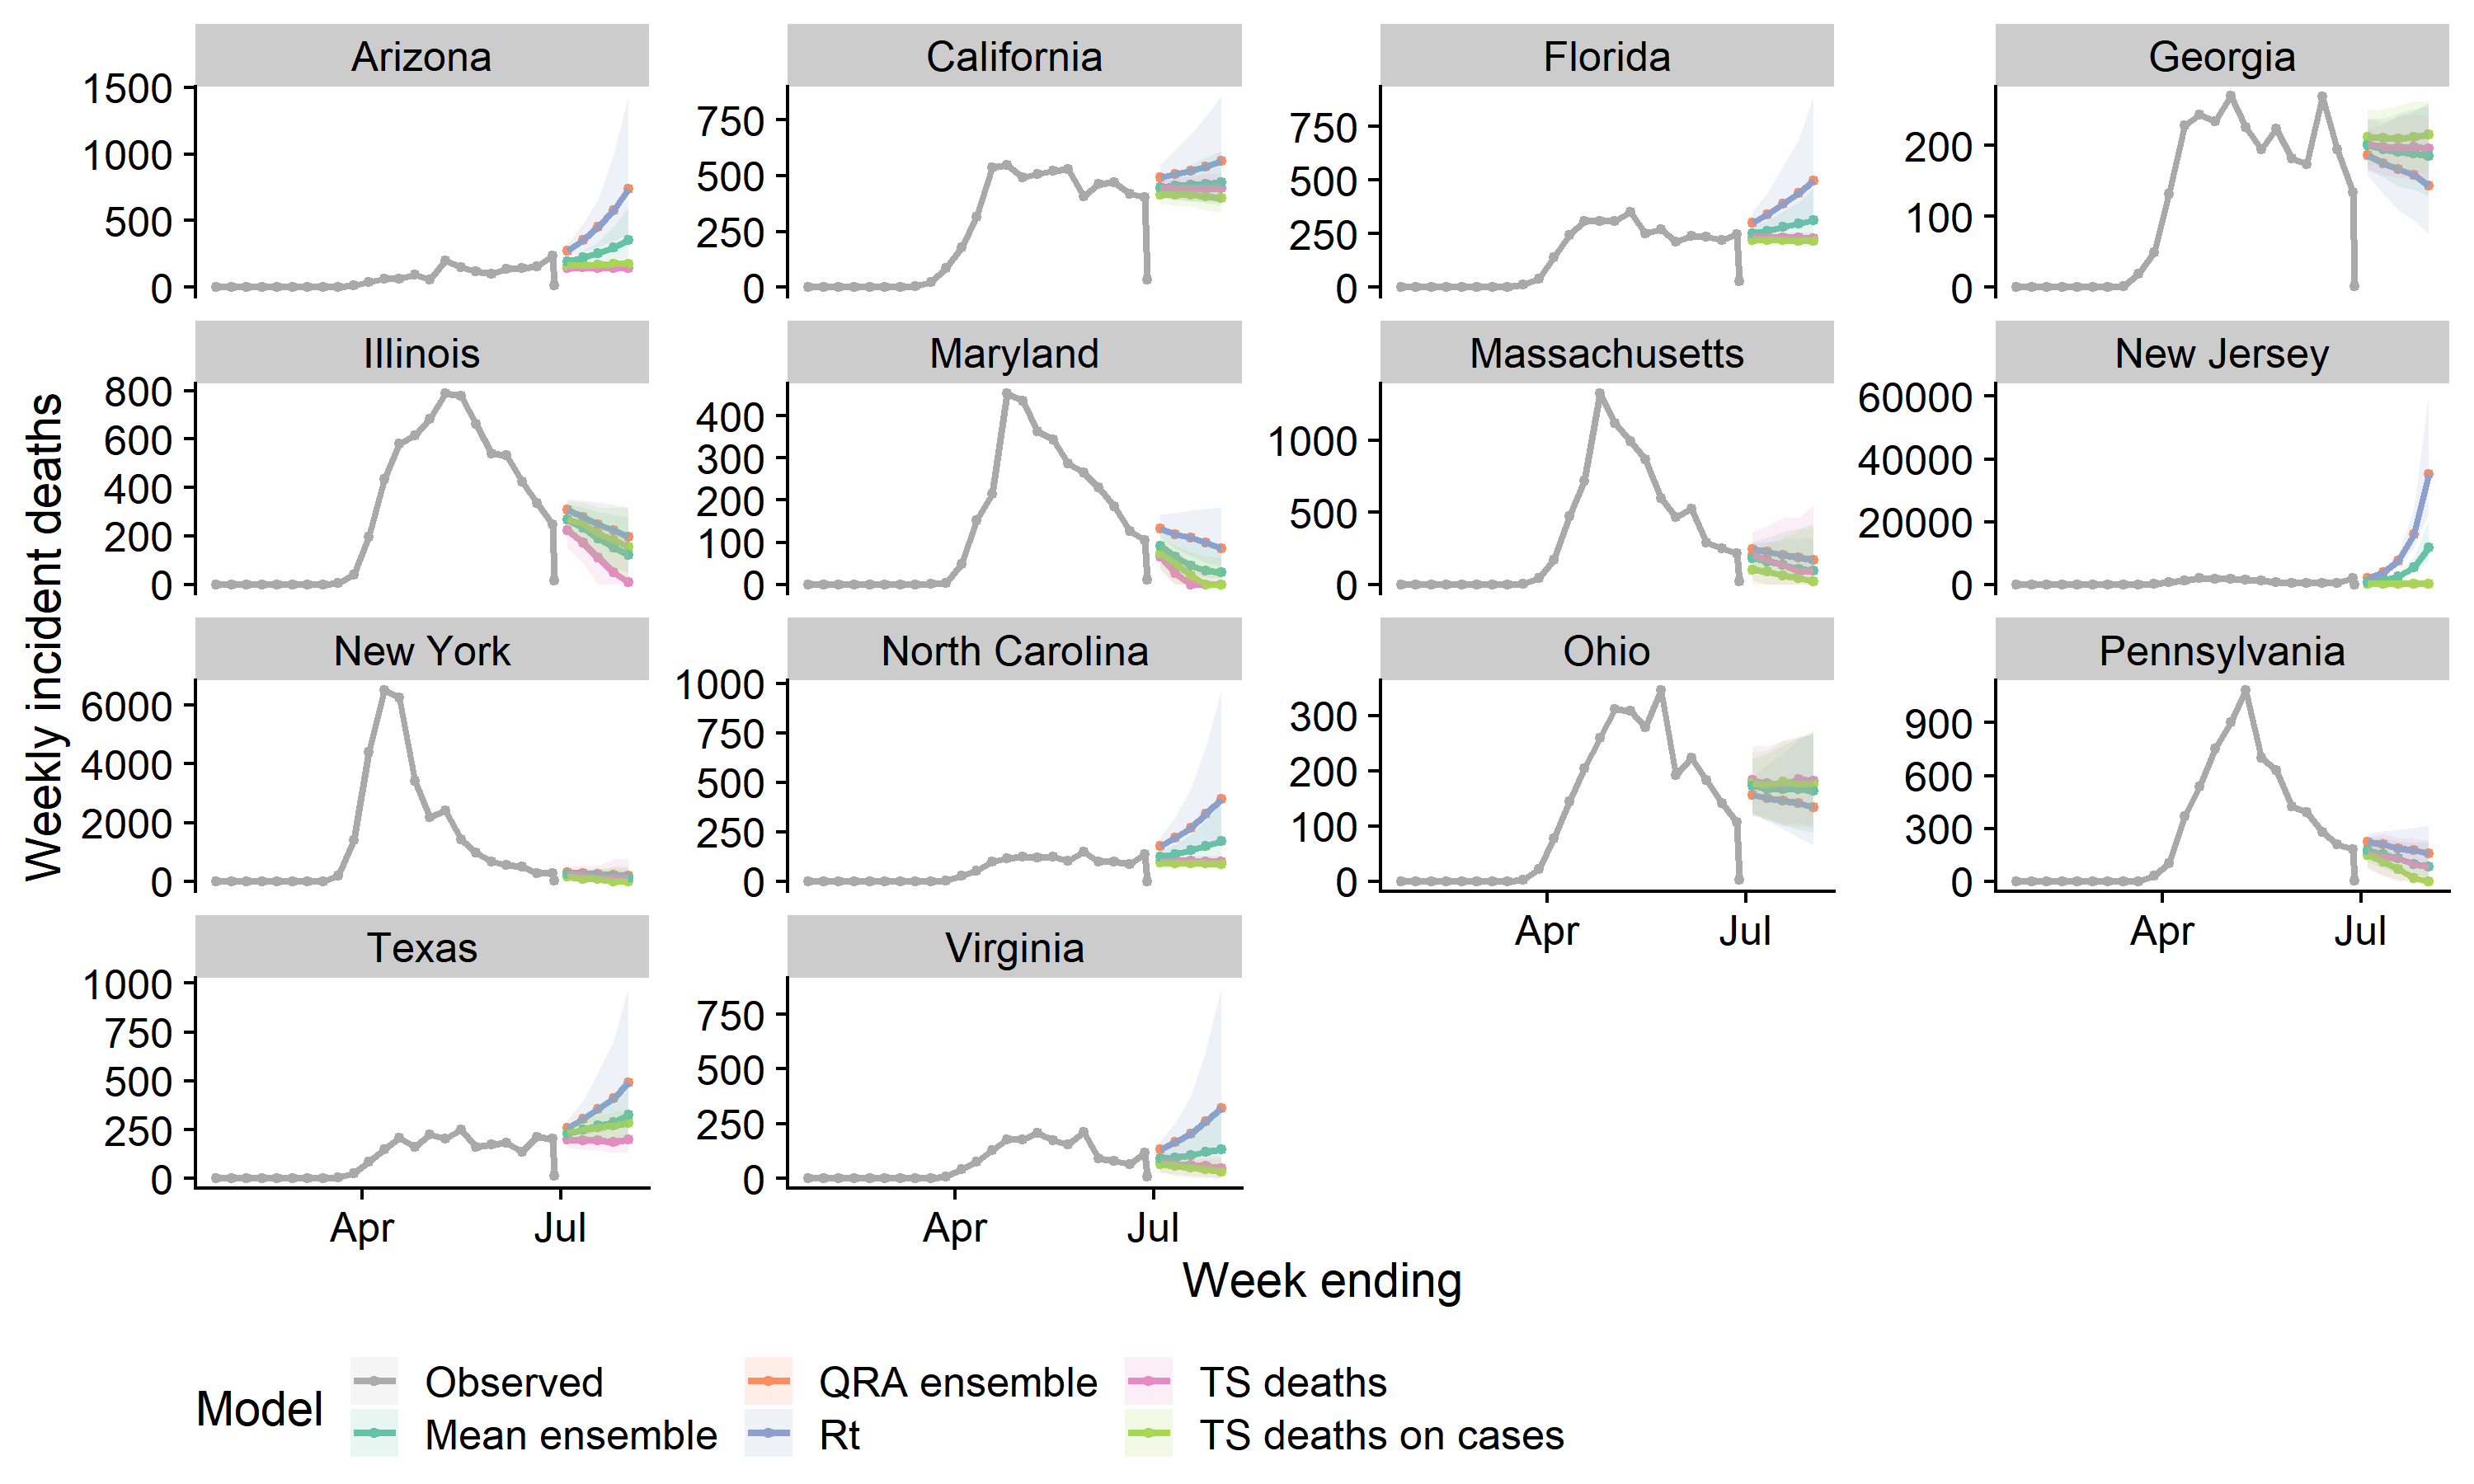 Arizona
California
Florida
Georgia
1500
1000
500
0
750
500
250
0
750
500
250
0
200
100
0
Illinois
Maryland
Massachusetts
New Jersey
800
600
400
200
0
400
300
200
100
0
1000
500
0
60000
40000
20000
0
Weekly incident deaths
New York
North Carolina
Ohio
Pennsylvania
6000
4000
2000
0
1000
750
500
250
0
300
200
100
0
900
600
300
0
Apr
Jul
Apr
Jul
Texas
Virginia
1000
750
500
250
0
750
500
250
0
Apr
Jul
Apr
Jul
Week ending
Model
Observed
QRA ensemble
TS deaths
Mean ensemble
Rt
TS deaths on cases